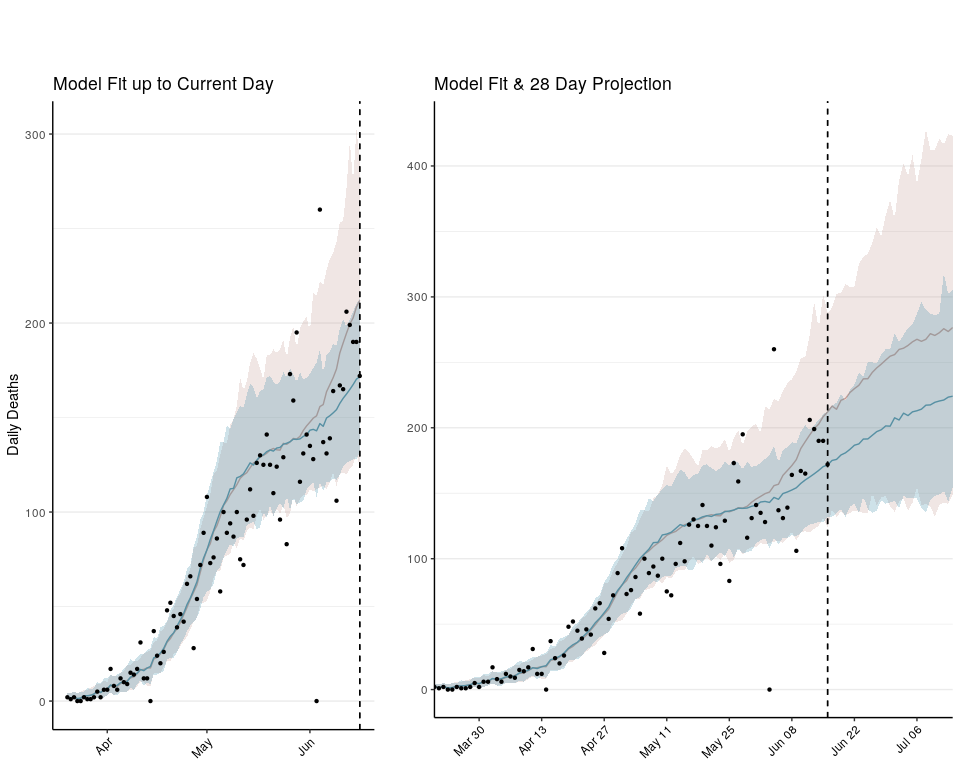 Model Fit up to Current Day
Daily Deaths
300
200
100
0
Apr
May
Jun
Model Fit & 28 Day Projection
400
300
200
100
0
Mar 30
Apr 13
Apr 27
May 11
May 25
Jun 08
Jun 22
Jul 06